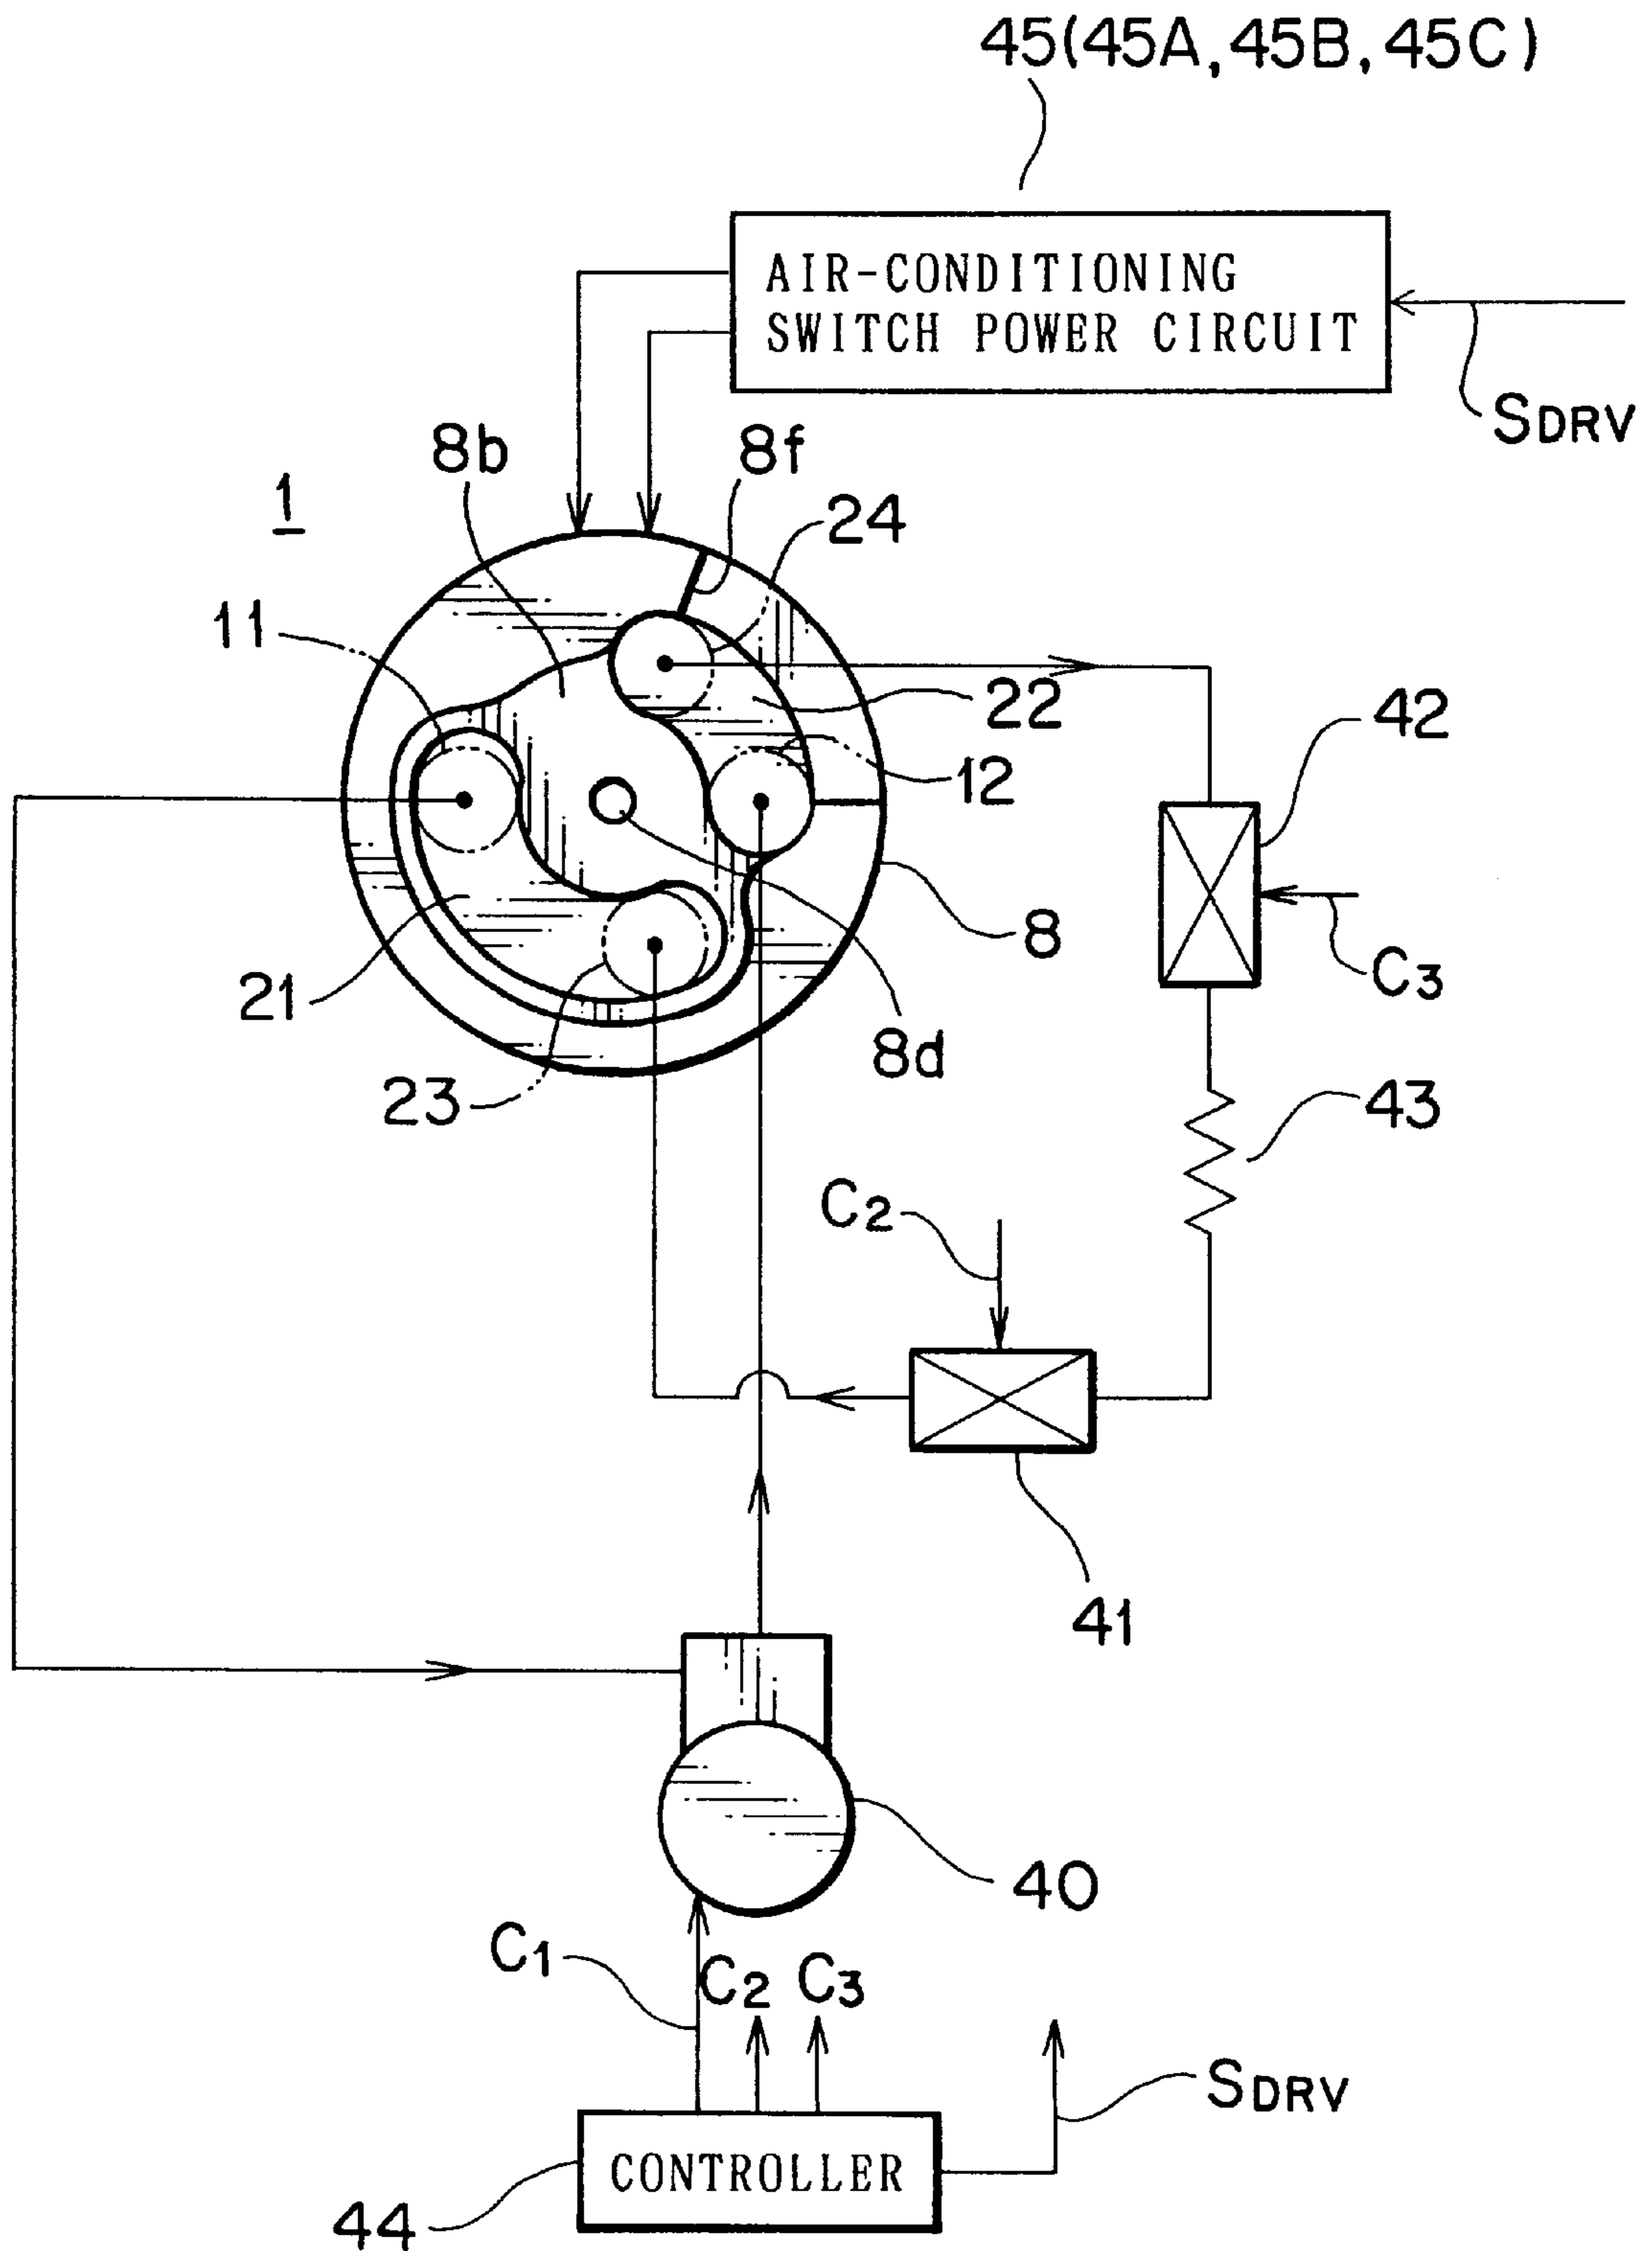 45(45A, 45B, 45C)
AIR-CONDITIONING
SWITCH POWER CIRCUIT
SDRV
8b
8f
1
24
11
22
42
12
8
C3
21
8d
23
43
C2
41
40
C1
C2
C3
SDRV
CONTROLLER
44